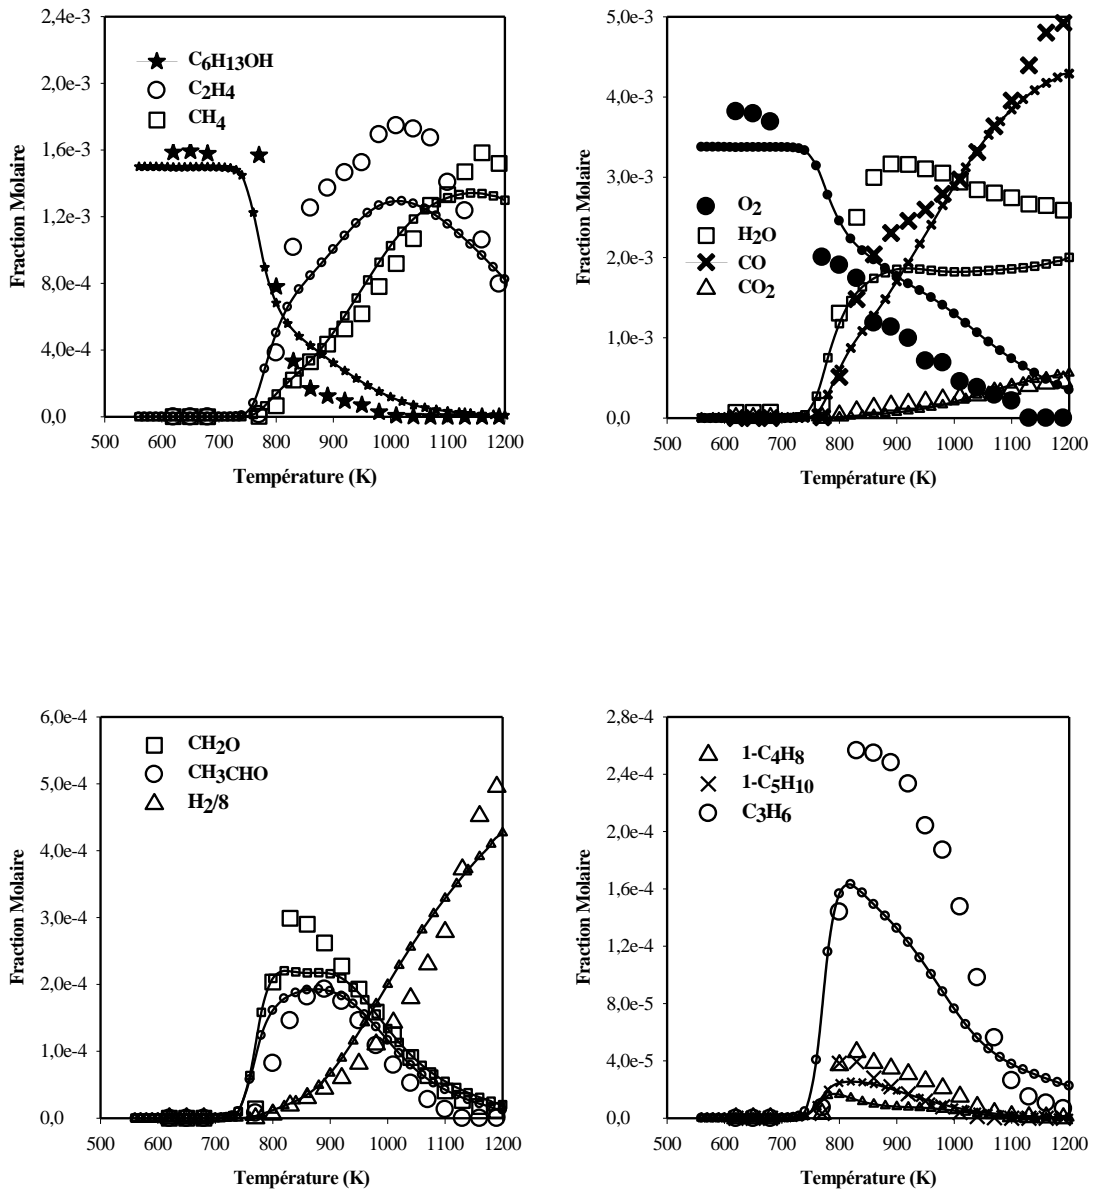 2,4e-3
2,0e-3
1,6e-3
1,2e-3
8,0e-4
4,0e-4
0,0
500 600 700 800 900 1000 1100 1200
Fraction Molaire
Température (K)
C6H13OH
C2H4
CH4
5,0e-3
4,0e-3
3,0e-3
2,0e-3
1,0e-3
0,0
500 600 700 800 900 1000 1100 1200
Fraction Molaire
Température (K)
O2
H2O
CO
CO2
6,0e-4
5,0e-4
4,0e-4
3,0e-4
2,0e-4
1,0e-4
0,0
500 600 700 800 900 1000 1100 1200
Fraction Molaire
Température (K)
CH2O
CH3CHO
H2/8
2,8e-4
2,4e-4
2,0e-4
1,6e-4
1,2e-4
8,0e-5
4,0e-5
0,0
500 600 700 800 900 1000 1100 1200
Fraction Molaire
Température (K)
1-C4H8
1-C5H10
C3H6